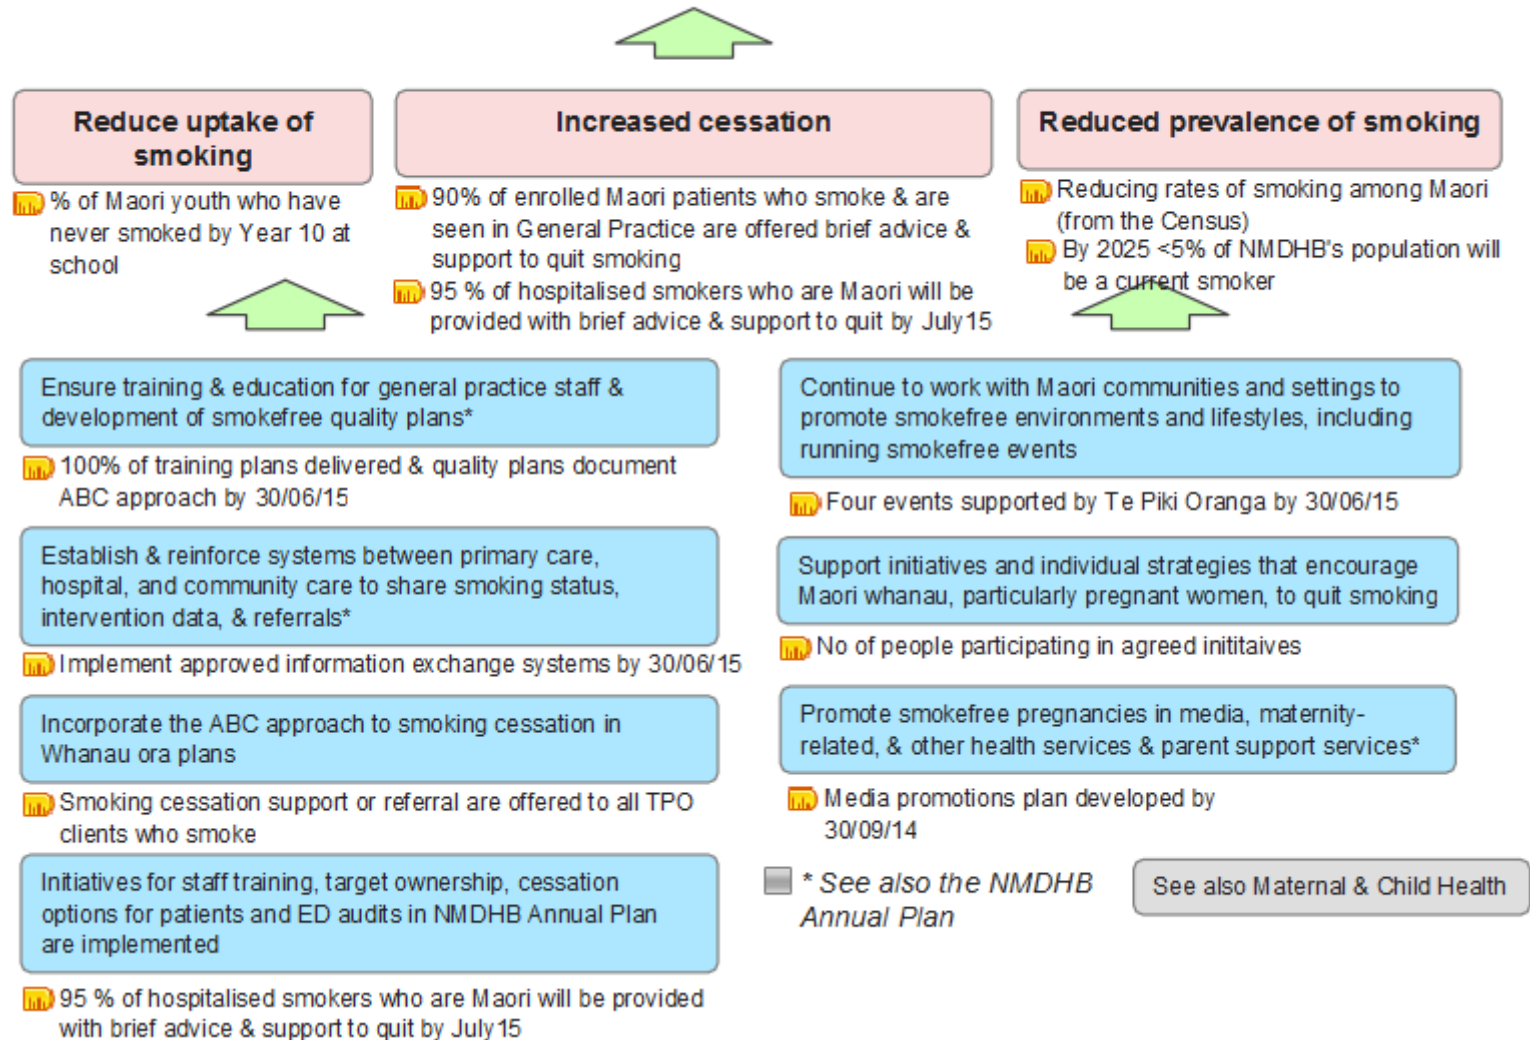 Reduce uptake of
smoking
% of Maori youth who have
never smoked by Year 10 at
school
Increased cessation
90% of enrolled Maori patients who smoke & are
seen in General Practice are offered brief advice &
support to quit smoking
95 % of hospitalised smokers who are Maori will be
provided with brief advice & support to quit by July15
Reduced prevalence of smoking
Reducing rates of smoking among Maori
(from the Census)
By 2025 <5% of NMDHB's population will
be a current smoker
Ensure training & education for general practice staff &
development of smokefree quality plans*
100% of training plans delivered & quality plans document
ABC approach by 30/06/15
Establish & reinforce systems between primary care,
hospital, and community care to share smoking status,
intervention data, & referrals*
Implement approved information exchange systems by 30/06/15
Incorporate the ABC approach to smoking cessation in
Whanau ora plans
Smoking cessation support or referral are offered to all TPO
clients who smoke
Initiatives for staff training, target ownership, cessation
options for patients and ED audits in NMDHB Annual Plan
are implemented
95 % of hospitalised smokers who are Maori will be provided
with brief advice & support to quit by July15
Continue to work with Maori communities and settings to
promote smokefree environments and lifestyles, including
running smokefree events
Four events supported by Te Piki Oranga by 30/06/15
Support initiatives and individual strategies that encourage
Maori whanau, particularly pregnant women, to quit smoking
No of people participating in agreed inititaives
Promote smokefree pregnancies in media, maternity-
related, & other health services & parent support services*
Media promotions plan developed by
30/09/14
* See also the NMDHB
Annual Plan
See also Maternal & Child Health